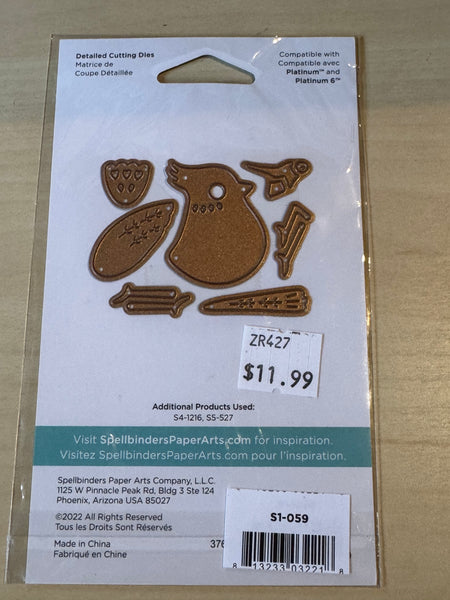 Detailed Cutting Dies
Matrice de
Coupe Détaillée
Compatible with
Compatible avec
Platinum™ and
Platinum 6™
ZR427
$11.99
Additional Products Used:
S4-1216, S5-527
Visit SpellbindersPaperArts.com for inspiration.
Visitez SpellbindersPaperArts.com pour l'inspiration.
Spellbinders Paper Arts Company, L.L.C.
1125 W Pinnacle Peak Rd, Bldg 3 Ste 124
Phoenix, Arizona USA 85027
©2022 All Rights Reserved
Tous les Droits Sont Réservés
Made in China
Fabriqué en Chine
S1-059
8 13233 03221 8